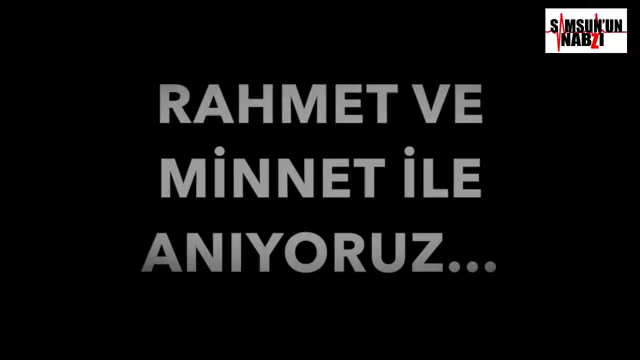 SAMSUN'UN
NABZI
RAHMET VE
MİNNET İLE
ANIYORUZ...